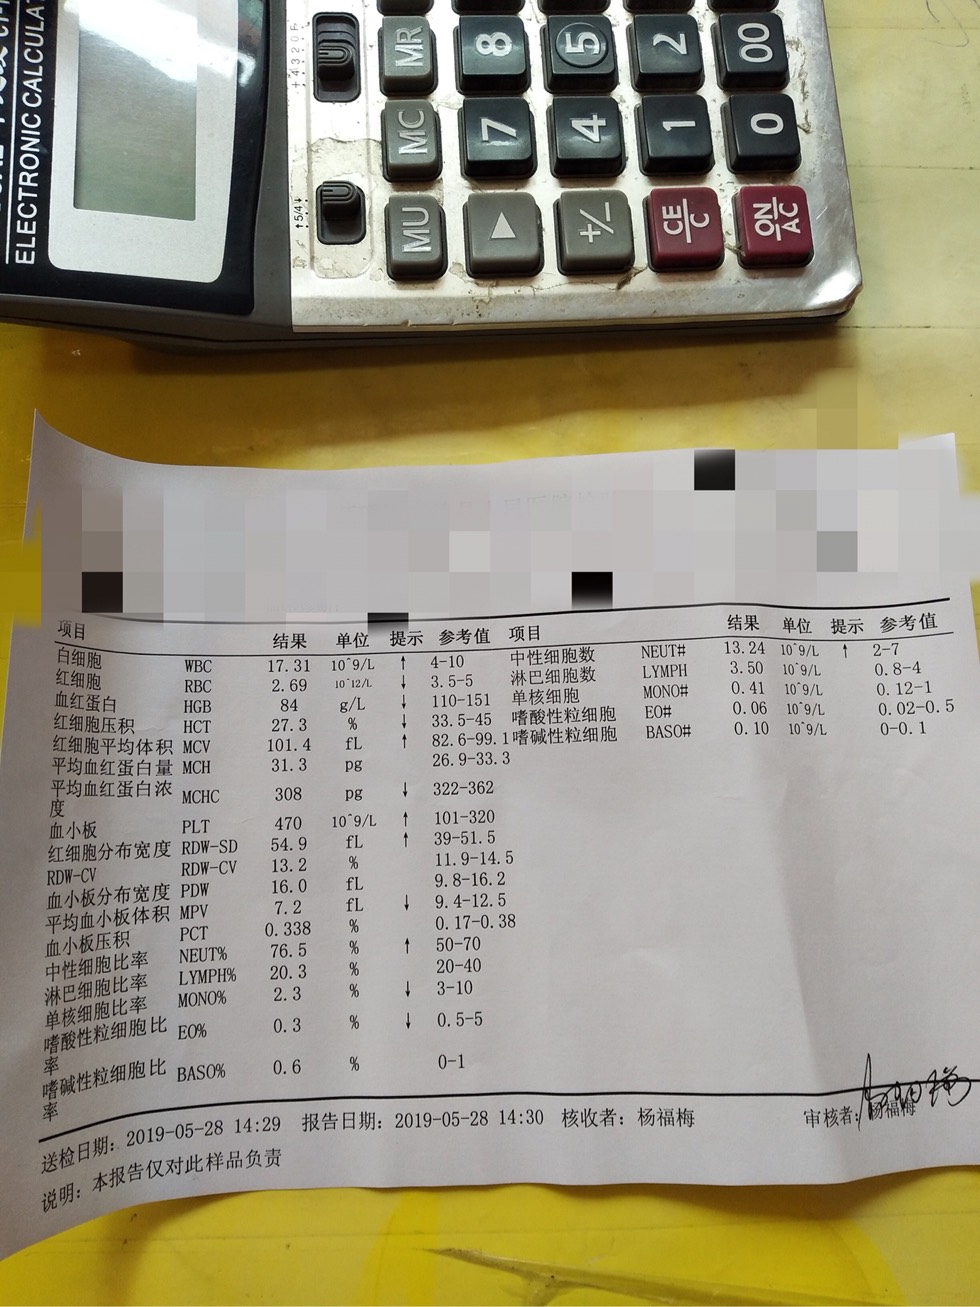 ELECTRONIC CALCULA
+4320F
↑5/4↓
MR 8 5 2 00
MC 7 4 1 0
MU ▶ +/− CE/C ON/AC
项目 结果 单位 提示 参考值 项目 结果 单位 提示 参考值
白细胞 WBC 17.31 10^9/L ↑ 4-10 中性细胞数 NEUT# 13.24 10^9/L ↑ 2-7
红细胞 RBC 2.69 10^12/L ↓ 3.5-5 淋巴细胞数 LYMPH 3.50 10^9/L 0.8-4
血红蛋白 HGB 84 g/L ↓ 110-151 单核细胞 MONO# 0.41 10^9/L 0.12-1
红细胞压积 HCT 27.3 % ↓ 33.5-45 嗜酸性粒细胞 EO# 0.06 10^9/L 0.02-0.5
红细胞平均体积 MCV 101.4 fL ↑ 82.6-99.1 嗜碱性粒细胞 BASO# 0.10 10^9/L 0-0.1
平均血红蛋白量 MCH 31.3 pg 26.9-33.3
平均血红蛋白浓
度 MCHC 308 pg ↓ 322-362
血小板 PLT 470 10^9/L ↑ 101-320
红细胞分布宽度 RDW-SD 54.9 fL ↑ 39-51.5
RDW-CV RDW-CV 13.2 % 11.9-14.5
血小板分布宽度 PDW 16.0 fL 9.8-16.2
平均血小板体积 MPV 7.2 fL ↓ 9.4-12.5
血小板压积 PCT 0.338 % 0.17-0.38
中性细胞比率 NEUT% 76.5 % ↑ 50-70
淋巴细胞比率 LYMPH% 20.3 % 20-40
单核细胞比率 MONO% 2.3 % ↓ 3-10
嗜酸性粒细胞比
率 EO% 0.3 % ↓ 0.5-5
嗜碱性粒细胞比
率 BASO% 0.6 % 0-1
送检日期：2019-05-28 14:29 报告日期：2019-05-28 14:30 核收者：杨福梅 审核者：杨福梅
说明：本报告仅对此样品负责